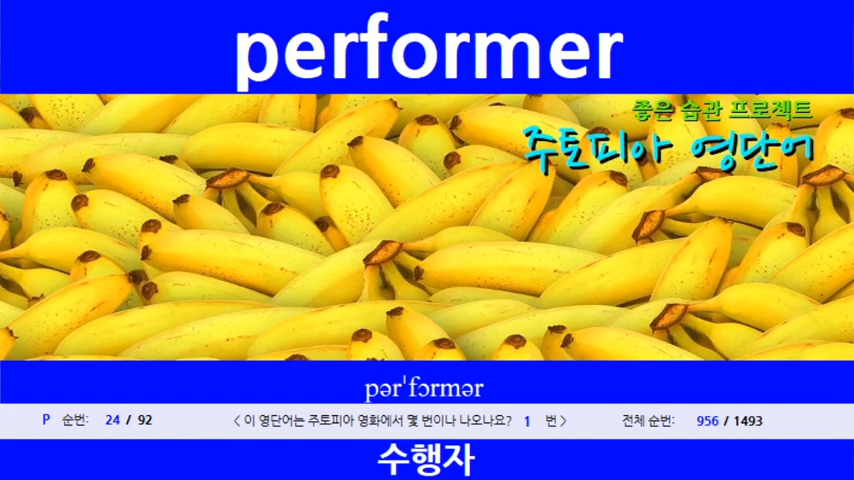 performer
좋은 습관 프로젝트
주토피아 영단어
pərˈfɔrmər
P 순번: 24 / 92 < 이 영단어는 주토피아 영화에서 몇 번이나 나오나요? 1 번 > 전체 순번: 956 / 1493
수행자